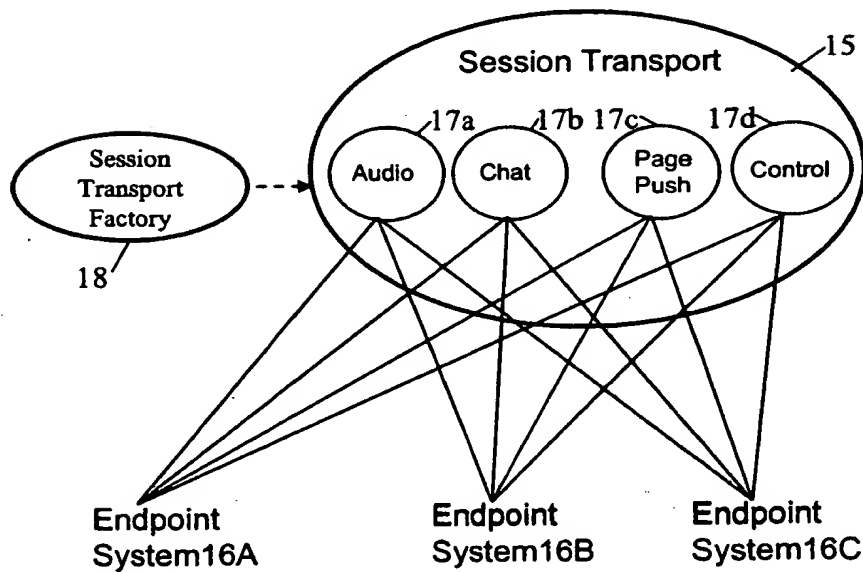 15
Session Transport
17a
17b
17c
17d
Audio
Chat
Page
Push
Control
Session
Transport
Factory
18
Endpoint
System16A
Endpoint
System16B
Endpoint
System16C